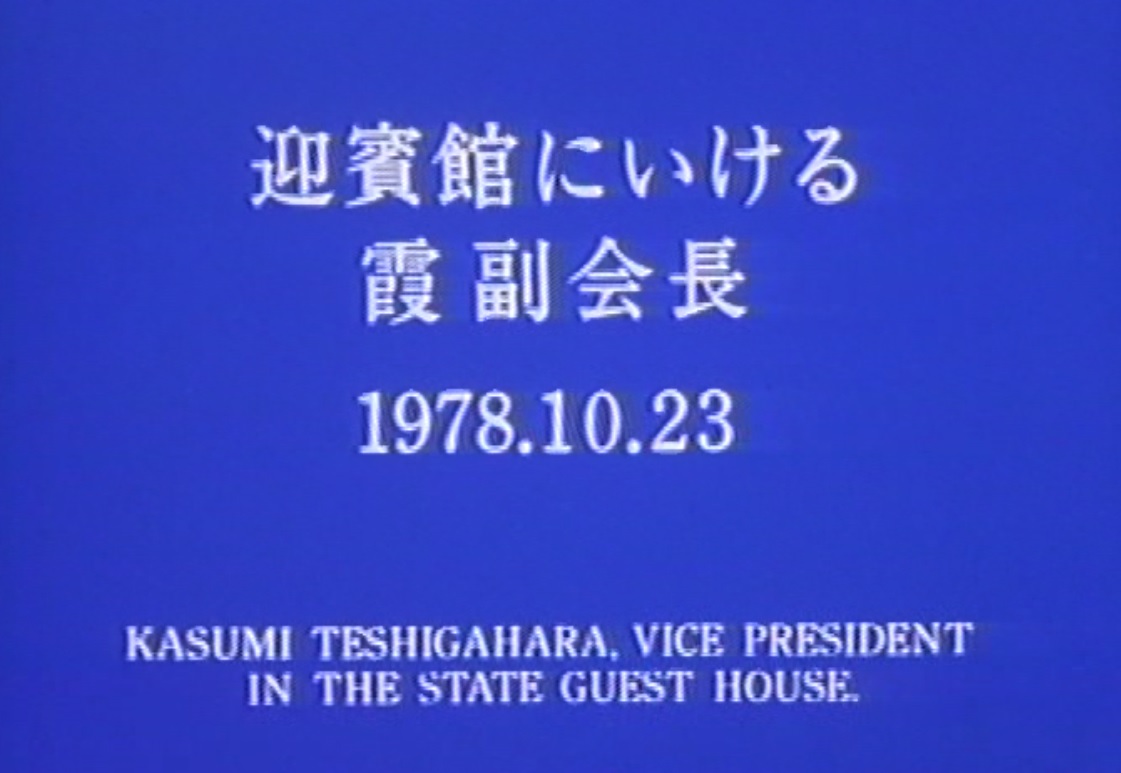 迎賓館にいける
霞副会長
1978.10.23
KASUMI TESHIGAHARA, VICE PRESIDENT
IN THE STATE GUEST HOUSE.